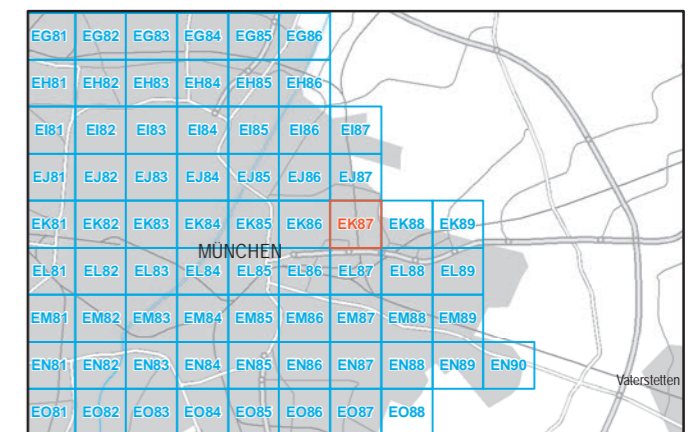 EG81 EG82 EG83 EG84 EG85 EG86
EH81 EH82 EH83 EH84 EH85 EH86
EI81 EI82 EI83 EI84 EI85 EI86 EI87
EJ81 EJ82 EJ83 EJ84 EJ85 EJ86 EJ87
EK81 EK82 EK83 EK84 EK85 EK86 EK87 EK88 EK89
MÜNCHEN
EL81 EL82 EL83 EL84 EL85 EL86 EL87 EL88 EL89
EM81 EM82 EM83 EM84 EM85 EM86 EM87 EM88 EM89
EN81 EN82 EN83 EN84 EN85 EN86 EN87 EN88 EN89 EN90
Vaterstetten
EO81 EO82 EO83 EO84 EO85 EO86 EO87 EO88